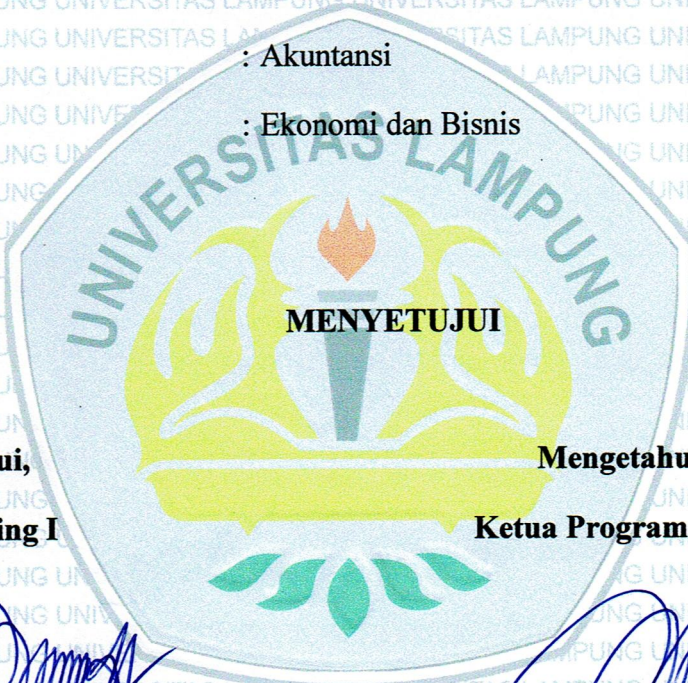 : Akuntansi
: Ekonomi dan Bisnis
UNIVERSITAS LAMPUNG
MENYETUJUI
ui, Mengetahu
ing I Ketua Program